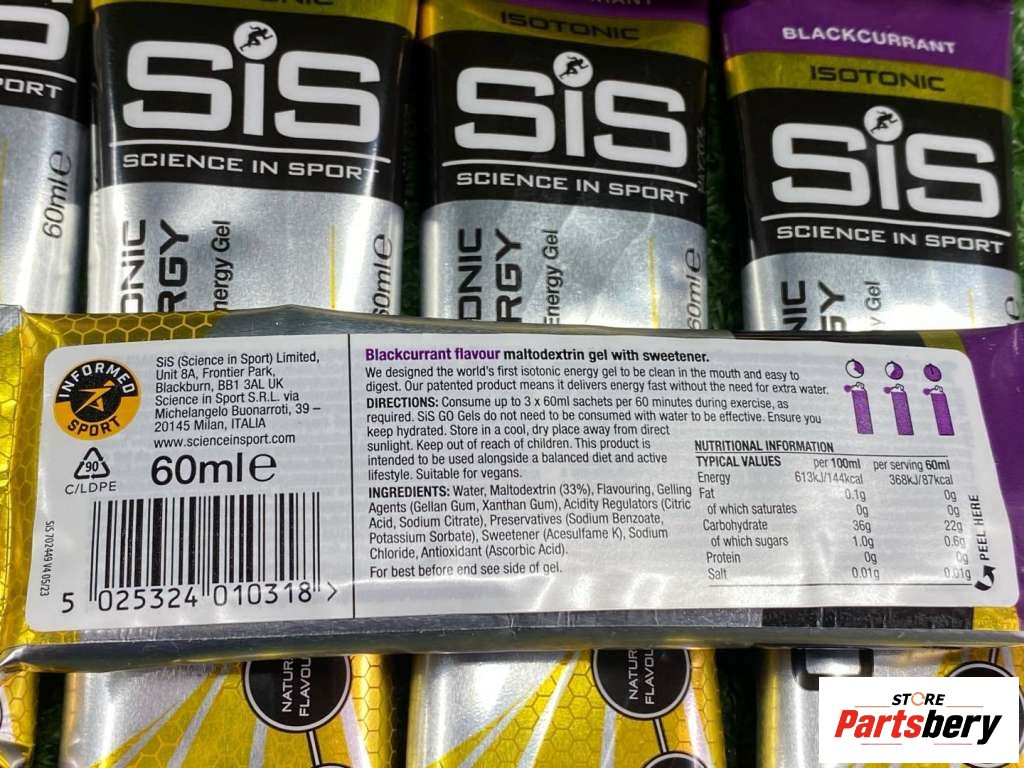 SiS
SCIENCE IN SPORT
60ml e
ONIC
RGY
Energy Gel
60ml e
ISOTONIC
SiS
SCIENCE IN SPORT
ONIC
RGY
Energy Gel
60ml e
BLACKCURRANT
ISOTONIC
SiS
SCIENCE IN SPORT
NIC
GY
y Gel
PORT
60ml e
INFORMED
SPORT
SiS (Science in Sport) Limited,
Unit 8A, Frontier Park,
Blackburn, BB1 3AL UK
Science in Sport S.R.L. via
Michelangelo Buonarroti, 39 –
20145 Milan, ITALIA
www.scienceinsport.com
90
C/LDPE
60ml e
SIS 702449 V4 05/23
5 025324 010318 >
Blackcurrant flavour maltodextrin gel with sweetener.
We designed the world's first isotonic energy gel to be clean in the mouth and easy to
digest. Our patented product means it delivers energy fast without the need for extra water.
DIRECTIONS: Consume up to 3 x 60ml sachets per 60 minutes during exercise, as
required. SiS GO Gels do not need to be consumed with water to be effective. Ensure you
keep hydrated. Store in a cool, dry place away from direct
sunlight. Keep out of reach of children. This product is
intended to be used alongside a balanced diet and active
lifestyle. Suitable for vegans.
INGREDIENTS: Water, Maltodextrin (33%), Flavouring, Gelling
Agents (Gellan Gum, Xanthan Gum), Acidity Regulators (Citric
Acid, Sodium Citrate), Preservatives (Sodium Benzoate,
Potassium Sorbate), Sweetener (Acesulfame K), Sodium
Chloride, Antioxidant (Ascorbic Acid).
For best before end see side of gel.
NUTRITIONAL INFORMATION
TYPICAL VALUES per 100ml per serving 60ml
Energy 613kJ/144kcal 368KJ/87kcal
Fat 0.1g 0g
of which saturates 0g 0g
Carbohydrate 36g 22g
of which sugars 1.0g 0.6g
Protein 0g 0g
Salt 0.01g 0.01g
PEEL HERE
NATUR
FLAVOU
NATUR
FLAVOU
STORE
Partsbery